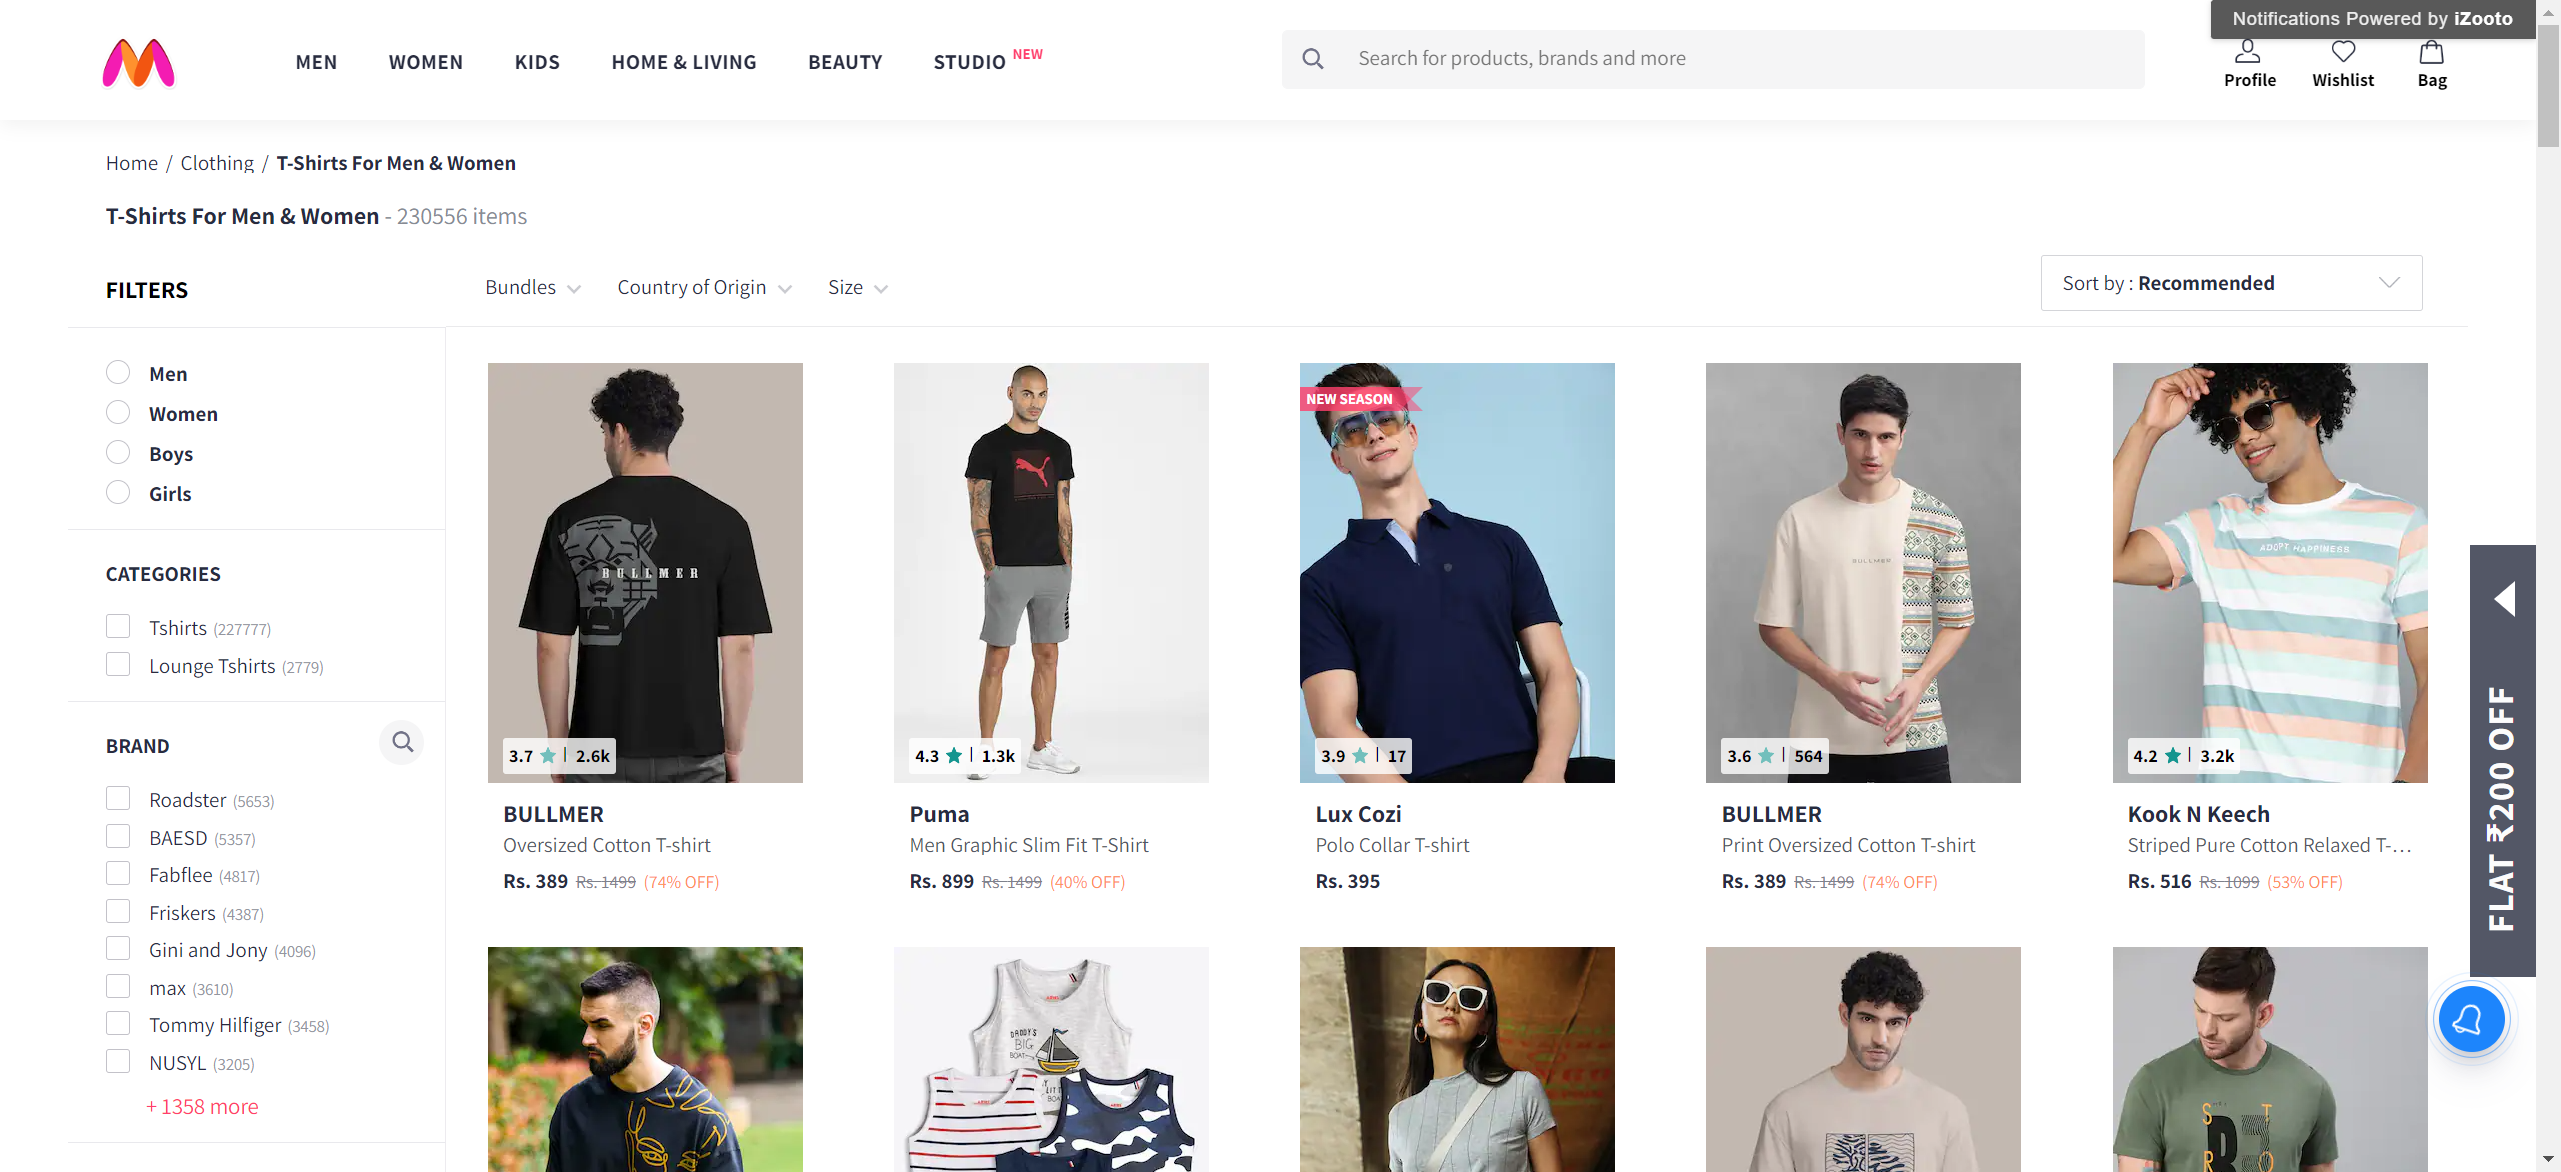 Notifications Powered by iZooto
MEN WOMEN KIDS HOME & LIVING BEAUTY STUDIO NEW
Search for products, brands and more
Profile Wishlist Bag
Home / Clothing / T-Shirts For Men & Women
T-Shirts For Men & Women - 230556 items
FILTERS
Bundles Country of Origin Size
Sort by : Recommended
Men
Women
Boys
Girls
CATEGORIES
Tshirts (227777)
Lounge Tshirts (2779)
BRAND
Roadster (5653)
BAESD (5357)
Fabflee (4817)
Friskers (4387)
Gini and Jony (4096)
max (3610)
Tommy Hilfiger (3458)
NUSYL (3205)
+ 1358 more
BULLMER
3.7 | 2.6k
BULLMER
Oversized Cotton T-shirt
Rs. 389 Rs. 1499 (74% OFF)
4.3 | 1.3k
Puma
Men Graphic Slim Fit T-Shirt
Rs. 899 Rs. 1499 (40% OFF)
NEW SEASON
3.9 | 17
Lux Cozi
Polo Collar T-shirt
Rs. 395
BULLMER
3.6 | 564
BULLMER
Print Oversized Cotton T-shirt
Rs. 389 Rs. 1499 (74% OFF)
ADOPT HAPPINESS
4.2 | 3.2k
Kook N Keech
Striped Pure Cotton Relaxed T-...
Rs. 516 Rs. 1099 (53% OFF)
DADDY'S
BIG
BOAT
FLAT ₹200 OFF